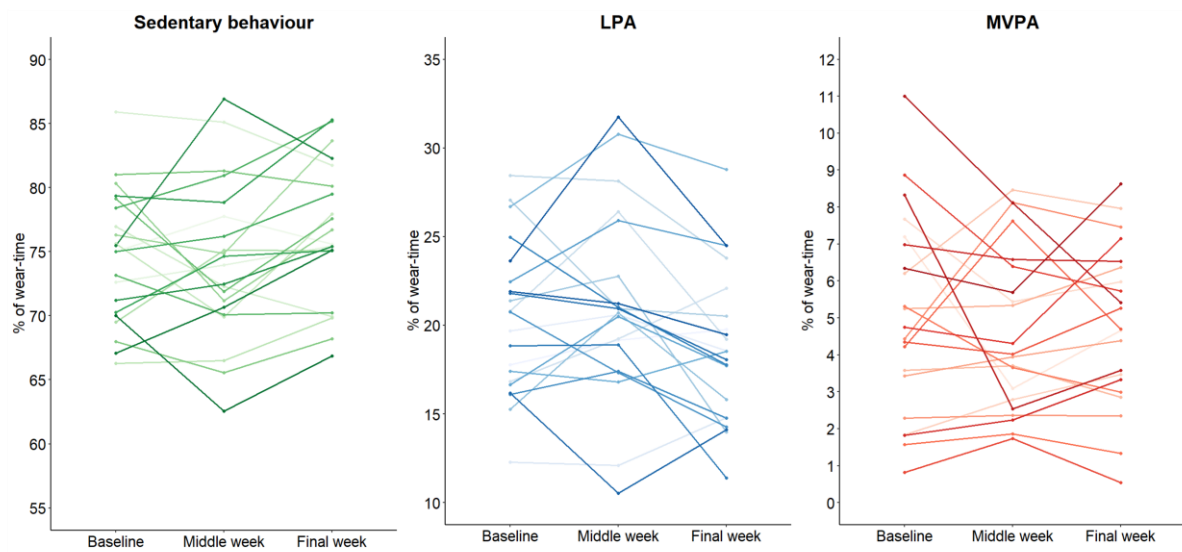 Sedentary behaviour
% of wear-time
90
85
80
75
70
65
60
55
Baseline
Middle week
Final week
LPA
% of wear-time
35
30
25
20
15
10
Baseline
Middle week
Final week
MVPA
% of wear-time
12
11
10
9
8
7
6
5
4
3
2
1
0
Baseline
Middle week
Final week